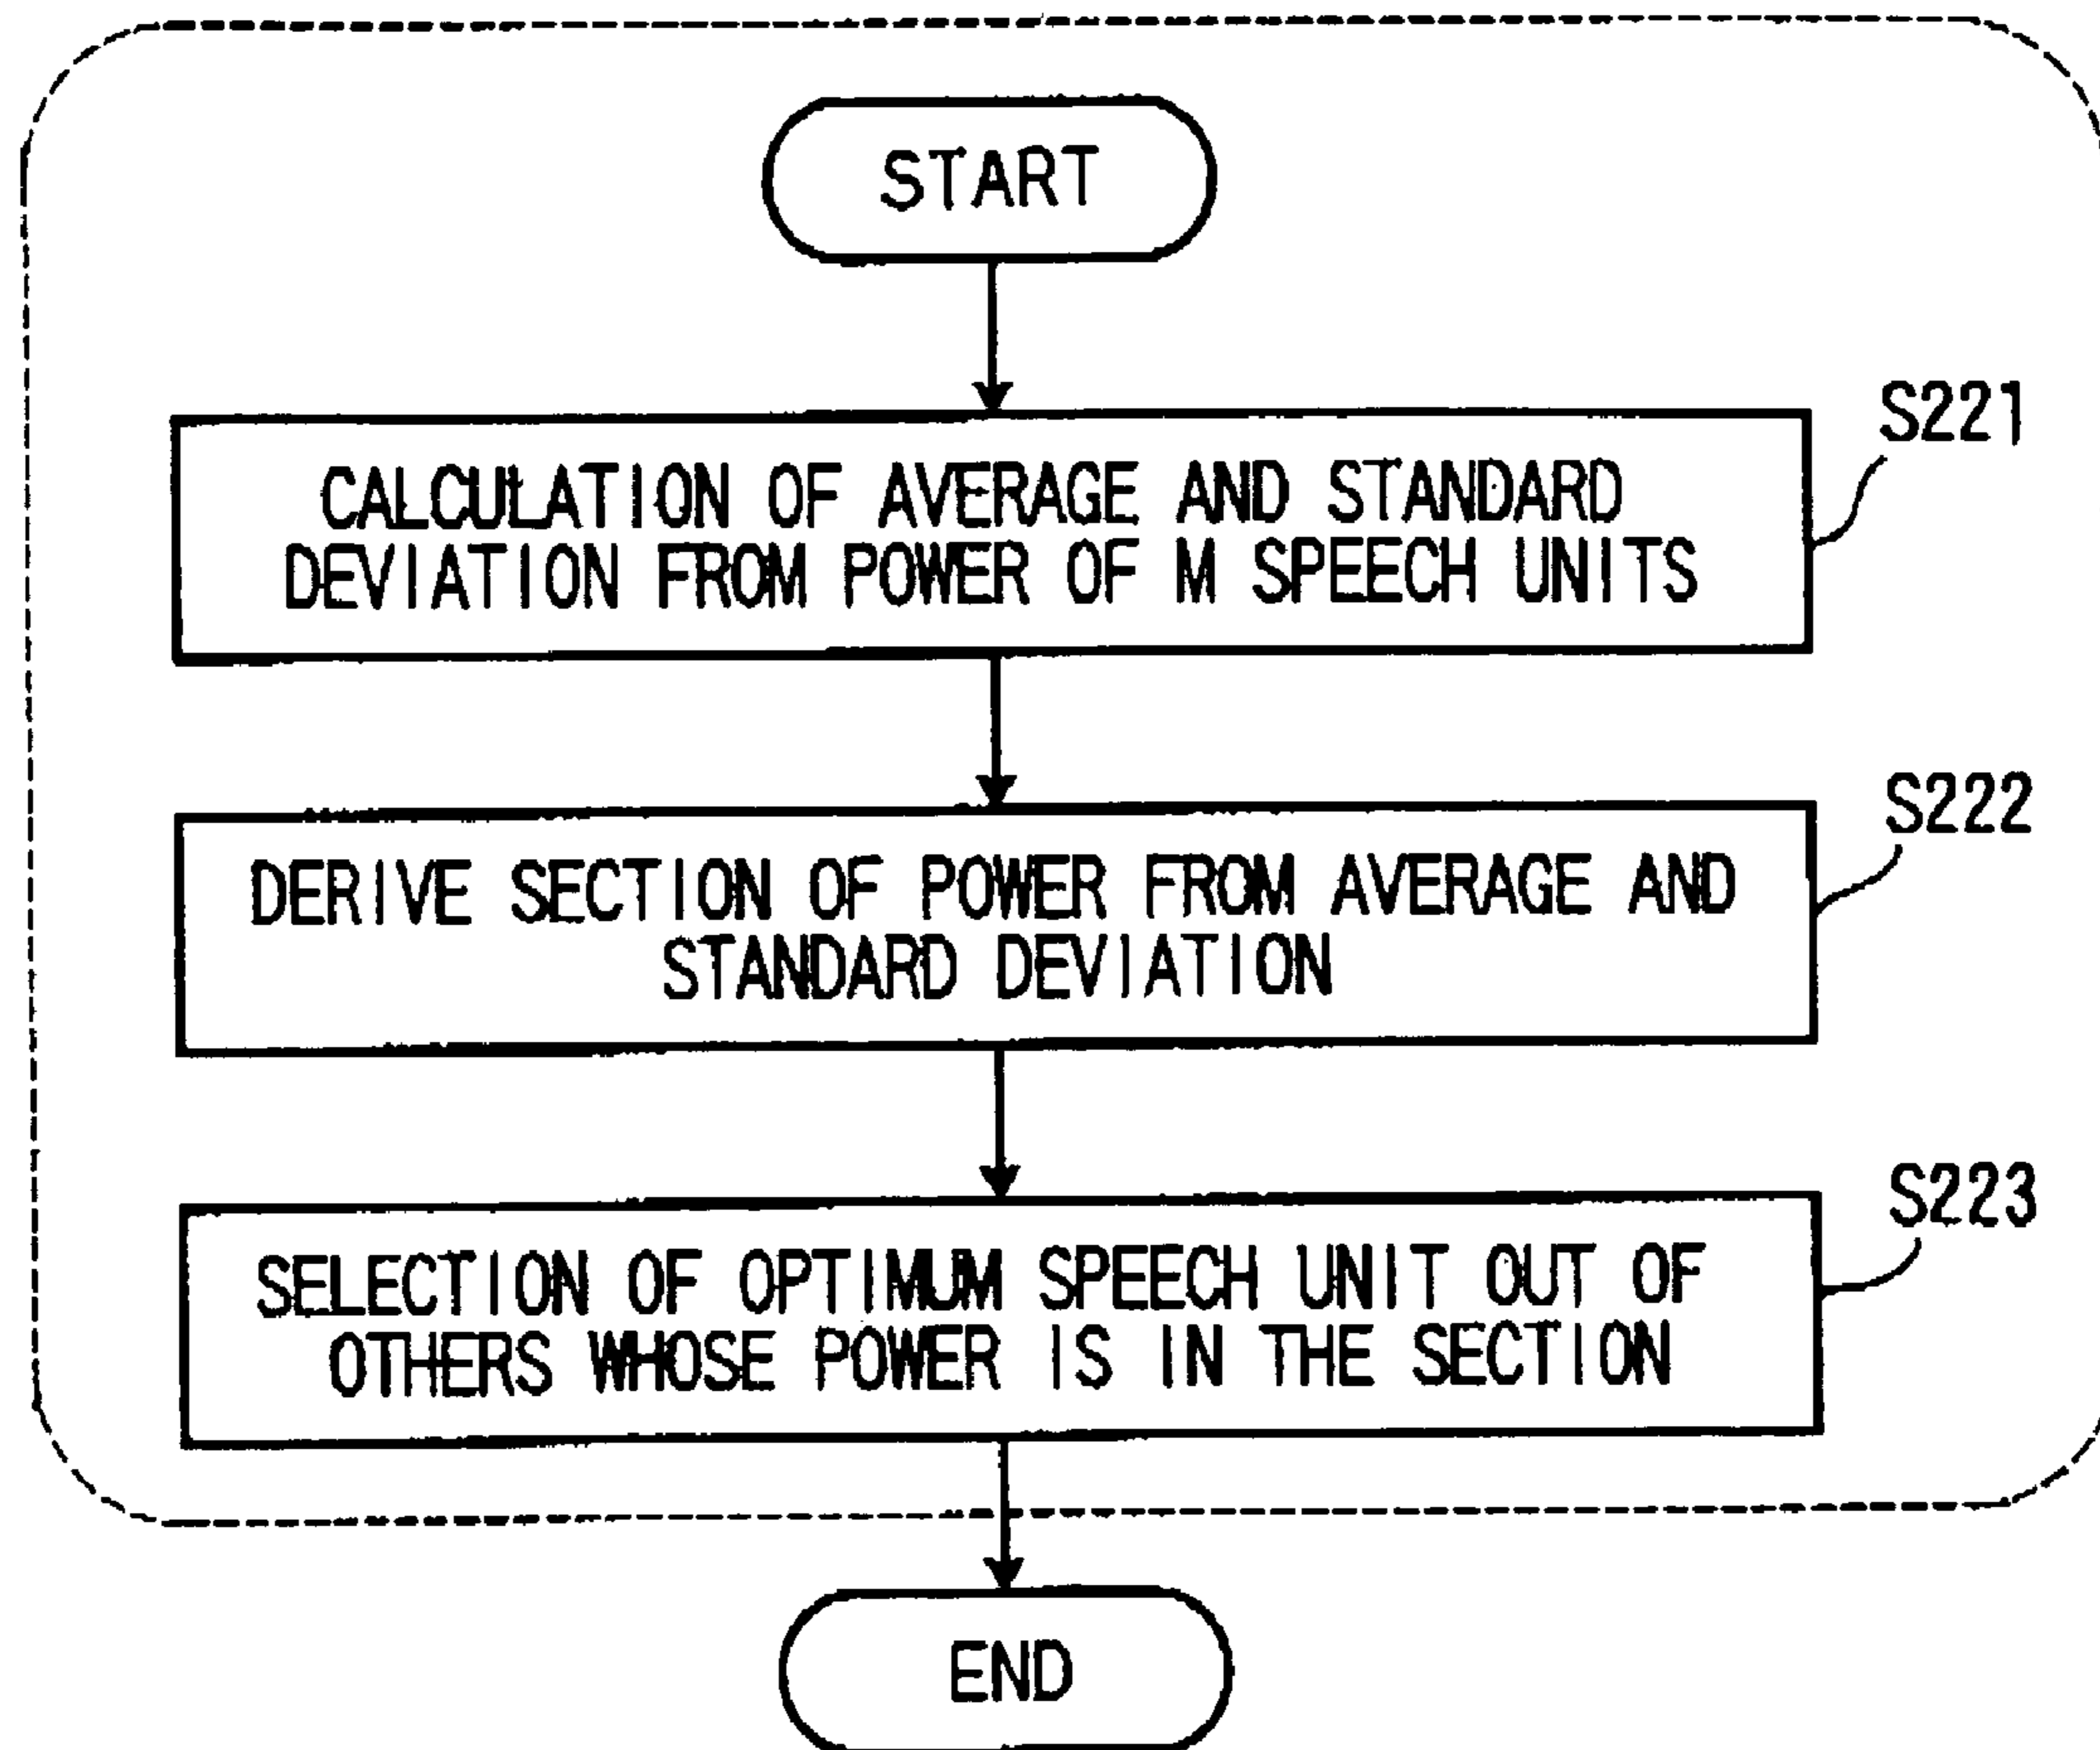 START
S221
CALCULATION OF AVERAGE AND STANDARD
DEVIATION FROM POWER OF M SPEECH UNITS
S222
DERIVE SECTION OF POWER FROM AVERAGE AND
STANDARD DEVIATION
S223
SELECTION OF OPTIMUM SPEECH UNIT OUT OF
OTHERS WHOSE POWER IS IN THE SECTION
END